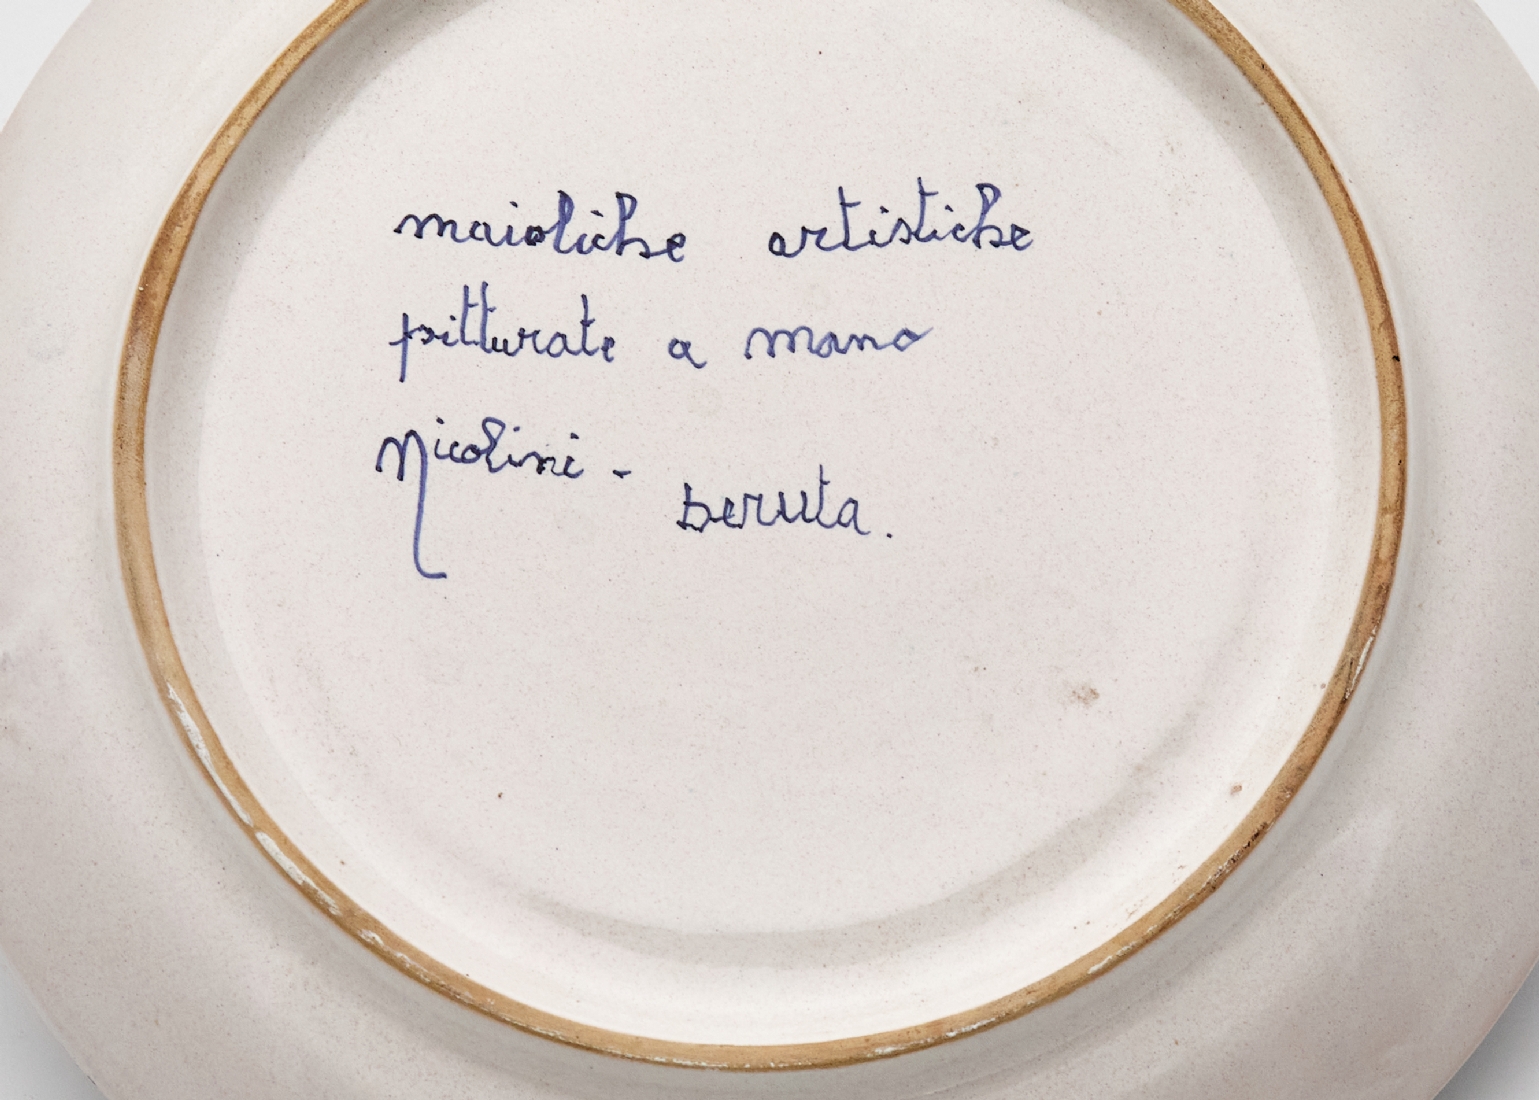 maioliche artistiche
pitturate a mano
Nicolini - Deruta.